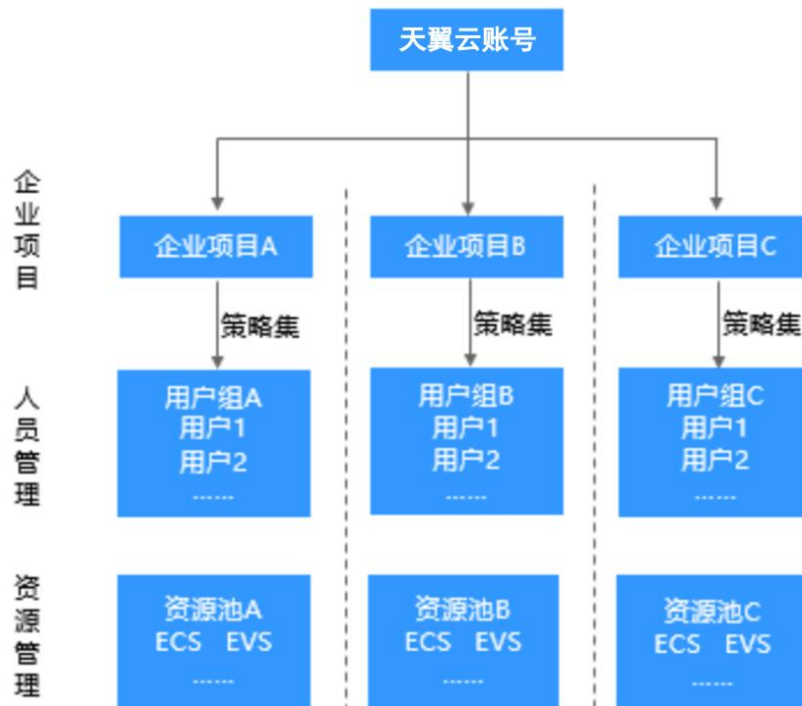 天翼云账号
企业项目
企业项目A
企业项目B
企业项目C
策略集
策略集
策略集
人员管理
用户组A
用户1
用户2
......
用户组B
用户1
用户2
......
用户组C
用户1
用户2
......
资源管理
资源池A
ECS EVS
......
资源池B
ECS EVS
......
资源池C
ECS EVS
......